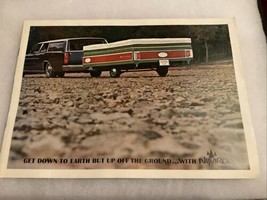 GET DOWN TO EARTH BUT UP OFF THE GROUND...WITH